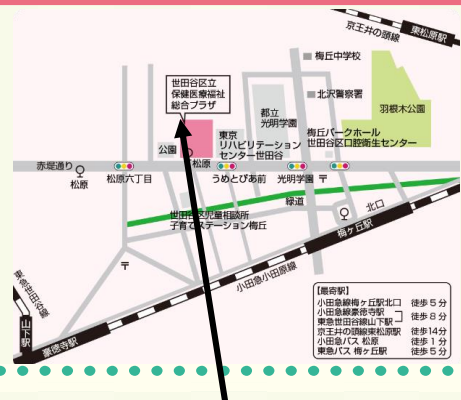 京王井の頭線
東松原駅
梅丘中学校
世田谷区立
保健医療福祉
総合プラザ
北沢警察署
都立
光明学園
羽根木公園
公園
松原
東京
リハビリテーション
センター世田谷
梅丘パークホール
世田谷区口腔衛生センター
赤堤通り
松原
松原六丁目
うめとぴあ前
光明学園
〒
緑道
北口
世田谷区児童相談所
子育てステーション梅丘
梅ヶ丘駅
〒
小田急小田原線
東急世田谷線
山下駅
豪徳寺駅
【最寄駅】
小田急線梅ヶ丘駅北口 徒歩5分
小田急線豪徳寺駅
東急世田谷線山下駅 徒歩8分
京王井の頭線東松原駅 徒歩14分
小田急バス 松原 徒歩1分
東急バス 梅ヶ丘駅 徒歩5分